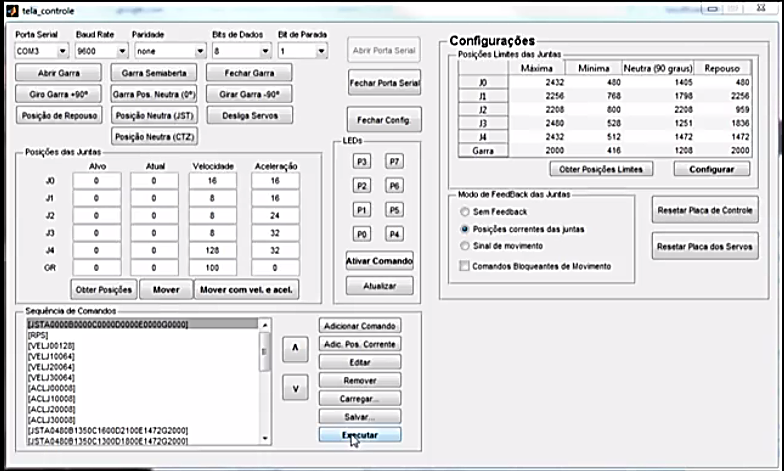 tela_controle
Porta Serial Baud Rate Paridade Bits de Dados Bit de Parada
COM3 9600 none 8 1
Abrir Porta Serial
Abrir Garra Garra Semiaberta Fechar Garra
Fechar Porta Serial
Giro Garra +90º Garra Pos. Neutra (0º) Girar Garra -90º
Posição de Repouso Posição Neutra (JST) Desliga Servos
Fechar Config.
Posição Neutra (CTZ)
Posições das Juntas
Alvo Atual Velocidade Aceleração
J0 0 0 16 16
J1 0 0 8 16
J2 0 0 8 24
J3 0 0 8 32
J4 0 0 128 32
GR 0 0 100 0
Obter Posições Mover Mover com vel. e acel.
LEDs
P3 P7
P2 P6
P1 P5
P0 P4
Ativar Comando
Atualizar
Sequência de Comandos
[JSTA0000B0000C0000D0000E0000G0000]
[RPS]
[VELJ00128]
[VELJ10064]
[VELJ20064]
[VELJ30064]
[ACLJ00008]
[ACLJ10008]
[ACLJ20008]
[ACLJ30008]
[JSTA0480B1350C1600D2100E1472G2000]
[JSTA0480B1350C1300D1800E1472G2000]
Λ
V
Adicionar Comando
Adic. Pos. Corrente
Editar
Remover
Carregar...
Salvar...
Executar
Configurações
Posições Limites das Juntas
Máxima Mínima Neutra (90 graus) Repouso
J0 2432 480 1405 480
J1 2256 768 1798 2256
J2 2208 800 2208 959
J3 2480 528 1251 1836
J4 2432 512 1472 1472
Garra 2000 416 1208 2000
Obter Posições Limites Configurar
Modo de FeedBack das Juntas
Sem Feedback
Posições correntes das juntas
Sinal de movimento
Comandos Bloqueantes de Movimento
Resetar Placa de Controle
Resetar Placa dos Servos